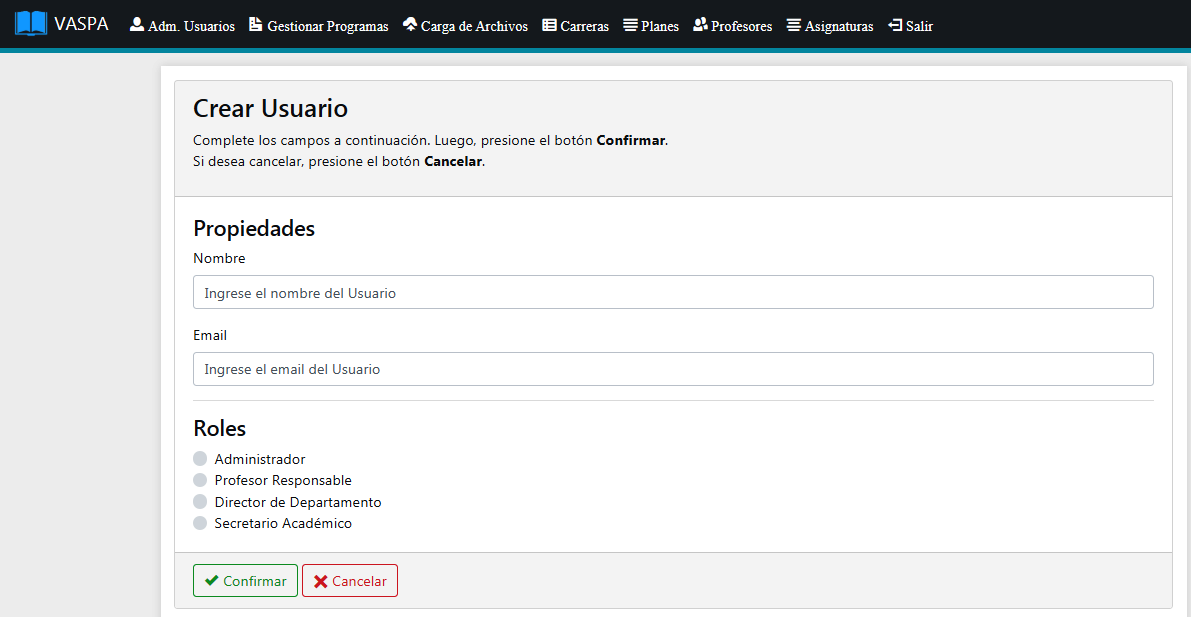 VASPA Adm. Usuarios Gestionar Programas Carga de Archivos Carreras Planes Profesores Asignaturas Salir
Crear Usuario
Complete los campos a continuación. Luego, presione el botón Confirmar.
Si desea cancelar, presione el botón Cancelar.
Propiedades
Nombre
Ingrese el nombre del Usuario
Email
Ingrese el email del Usuario
Roles
Administrador
Profesor Responsable
Director de Departamento
Secretario Académico
Confirmar Cancelar